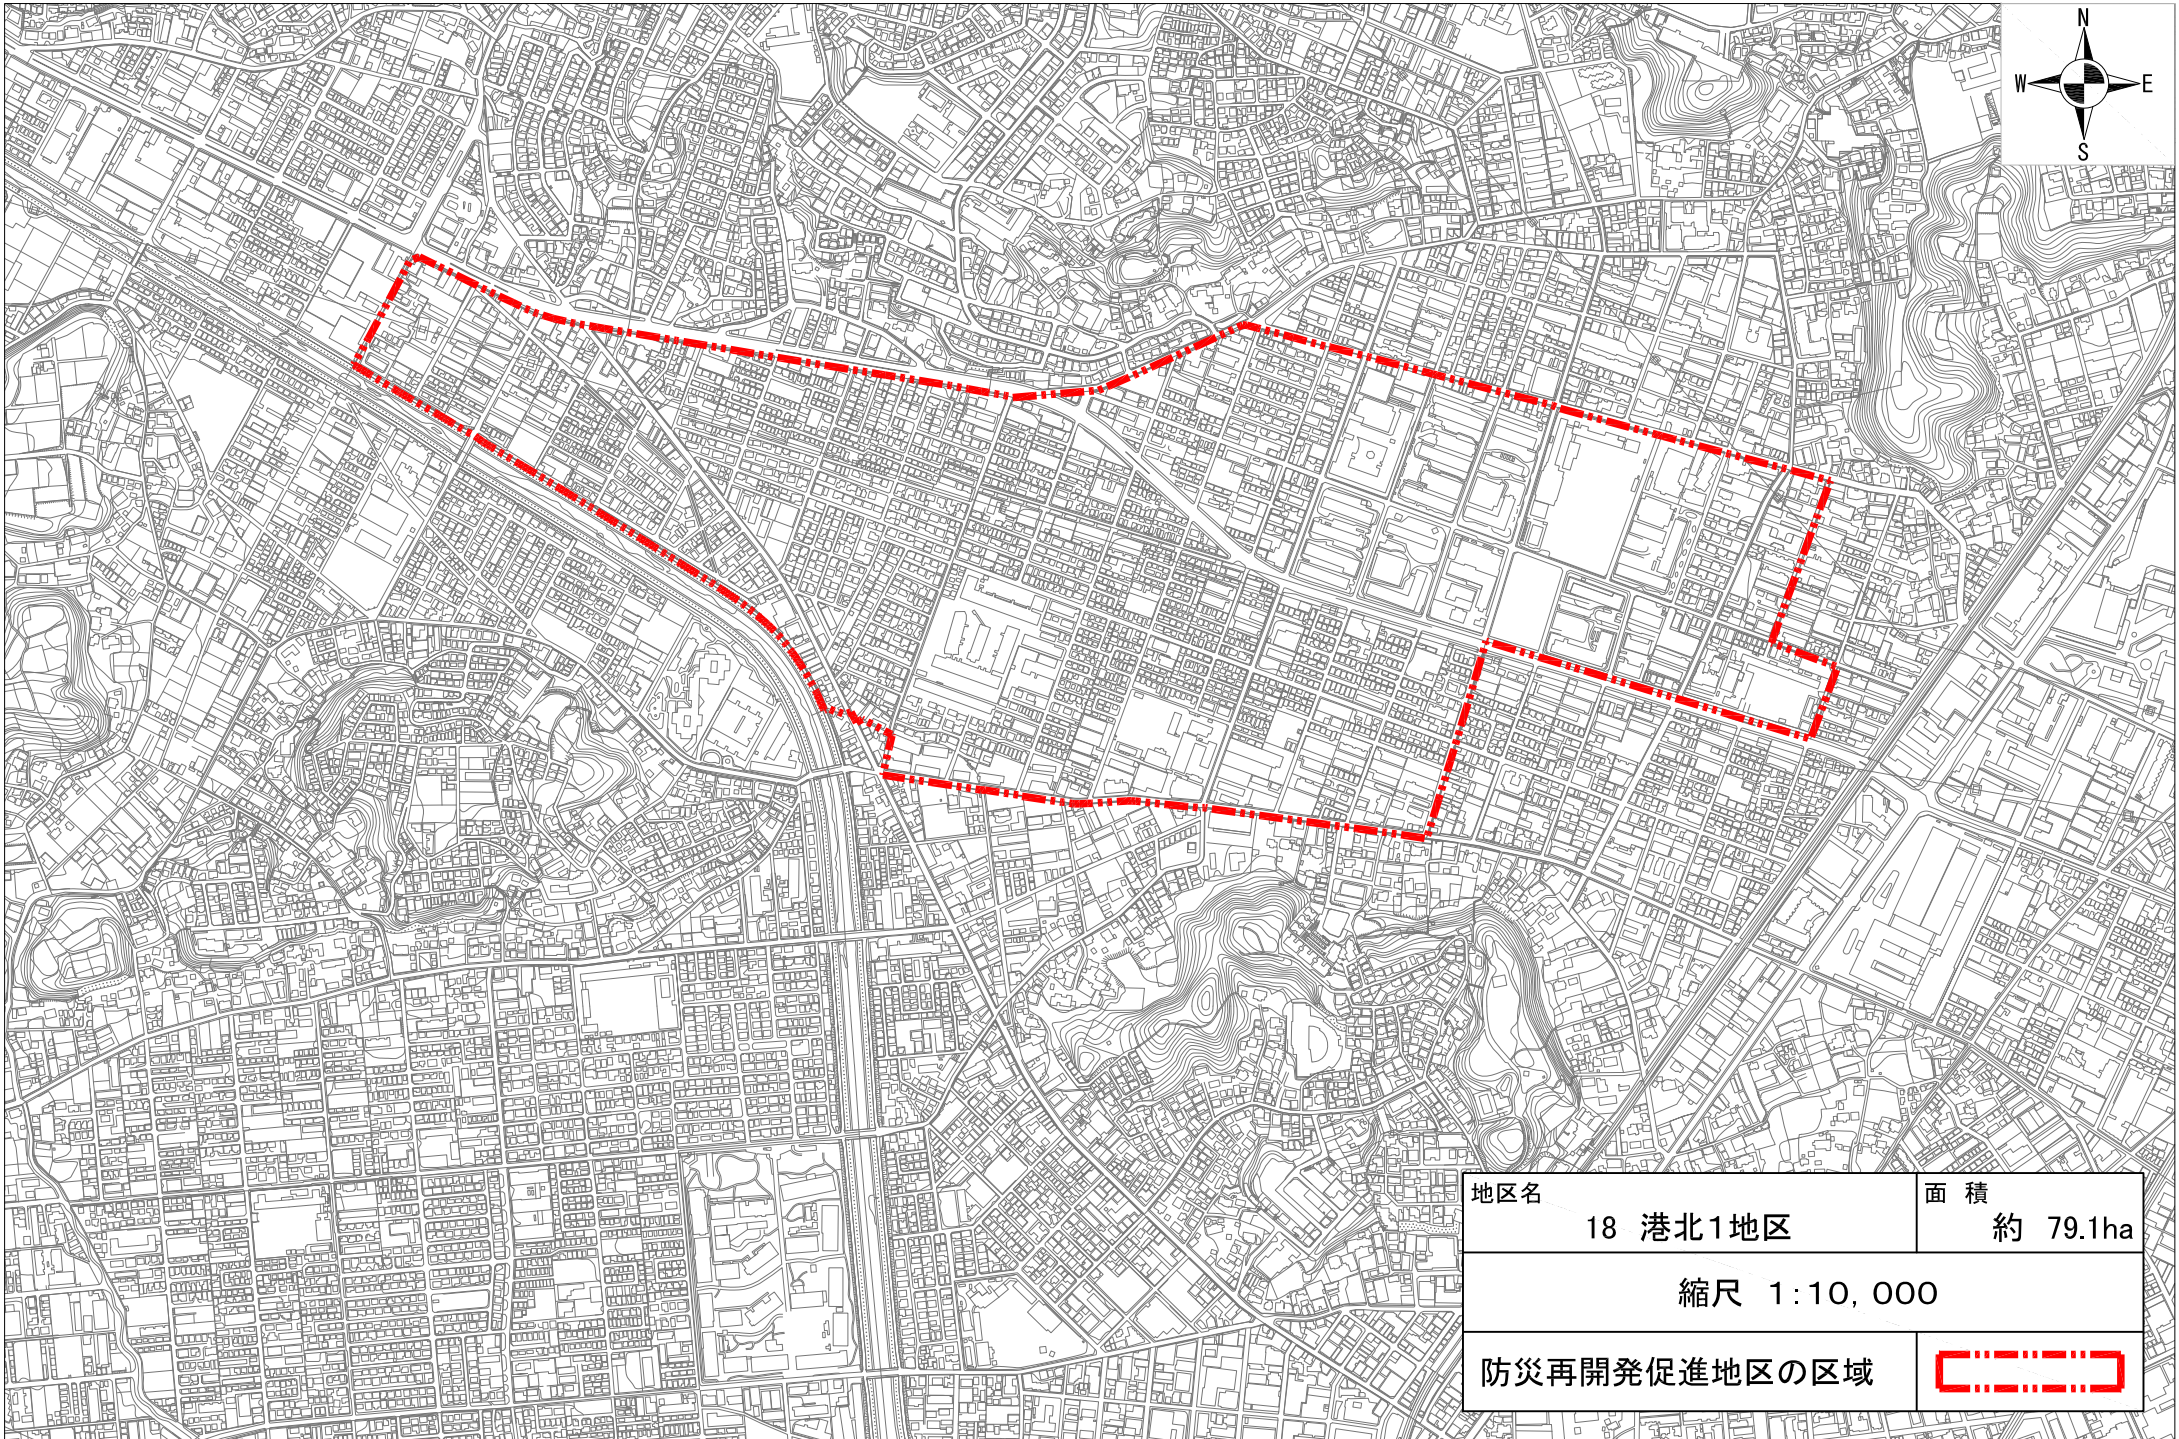 N
W E
S
地区名
18 港北1地区
面 積
約 79.1ha
縮尺 1:10,000
防災再開発促進地区の区域